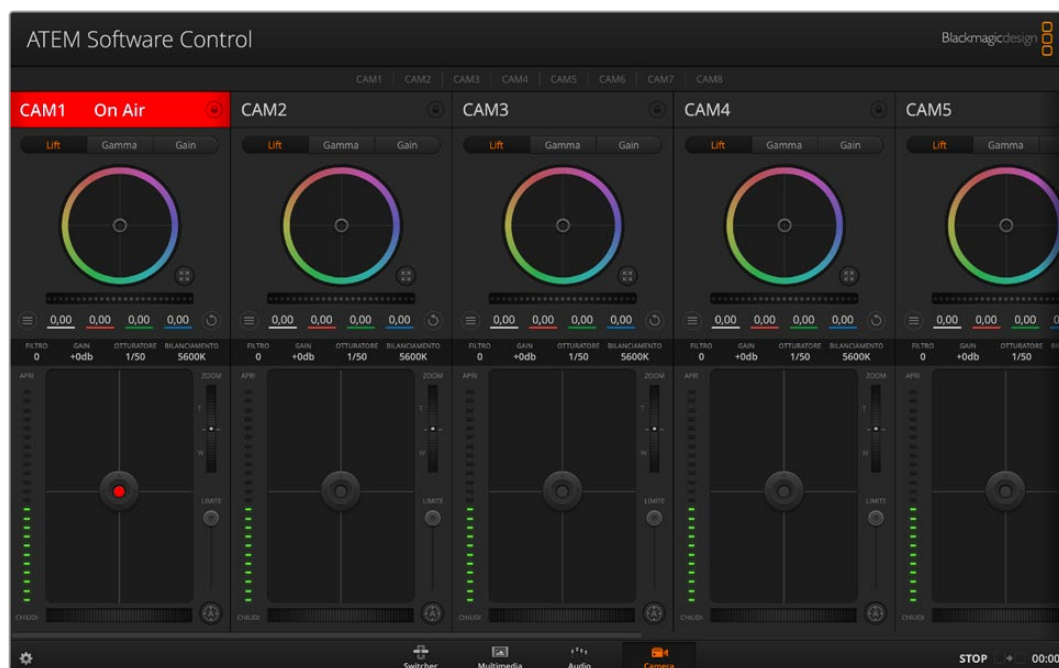 ATEM Software Control
Blackmagicdesign
CAM1 CAM2 CAM3 CAM4 CAM5 CAM6 CAM7 CAM8
CAM1 On Air CAM2 CAM3 CAM4 CAM5
Lift Gamma Gain Lift Gamma Gain Lift Gamma Gain Lift Gamma Gain Lift Gamma
0,00 0,00 0,00 0,00 0,00 0,00 0,00 0,00 0,00 0,00 0,00 0,00 0,00 0,00 0,00 0,00 0,00 0,00 0,00
FILTRO GAIN OTTURATORE BILANCIAMENTO FILTRO GAIN OTTURATORE BILANCIAMENTO FILTRO GAIN OTTURATORE BILANCIAMENTO FILTRO GAIN OTTURATORE BILANCIAMENTO FILTRO GAIN OTTURATORE
0 +0db 1/50 5600K 0 +0db 1/50 5600K 0 +0db 1/50 5600K 0 +0db 1/50 5600K 0 +0db 1/50
APRI ZOOM APRI ZOOM APRI ZOOM APRI ZOOM APRI
T T T T
W W W W
LIMITE LIMITE LIMITE LIMITE
CHIUDI CHIUDI CHIUDI CHIUDI CHIUDI
Switcher Multimedia Audio Camera
STOP 00:00